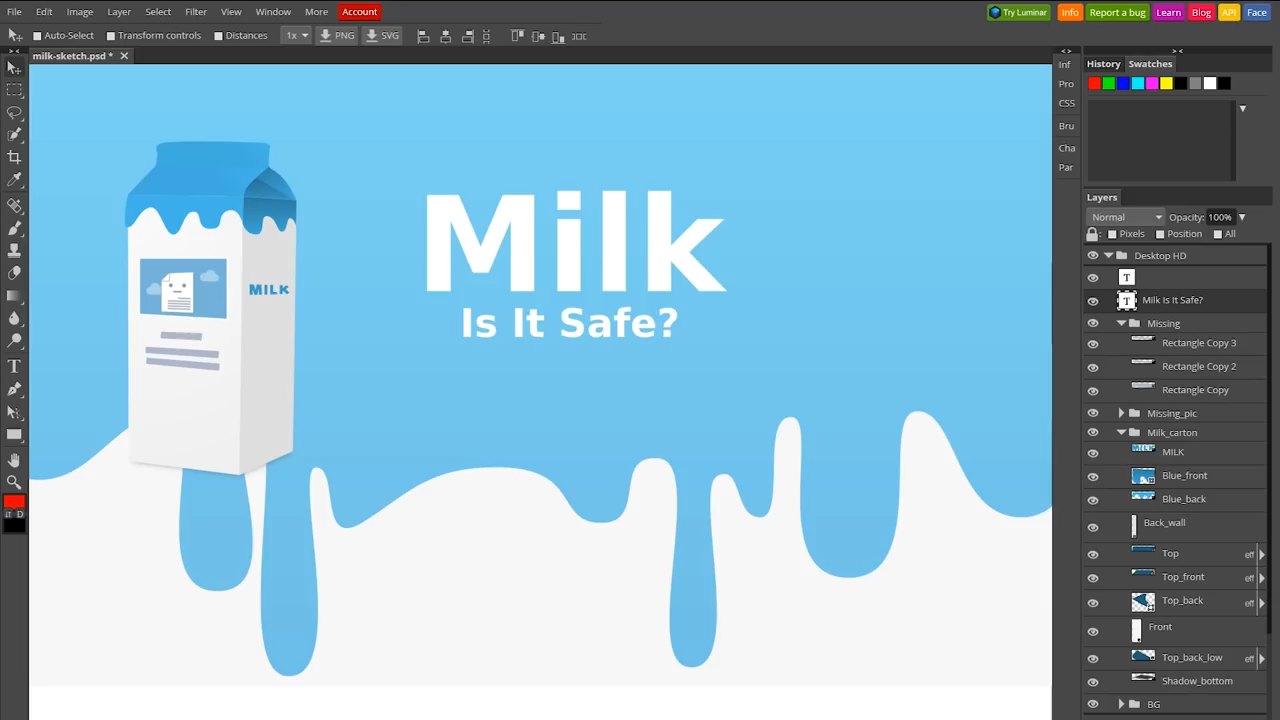 File Edit Image Layer Select Filter View Window More Account
Try Luminar Info Report a bug Learn Blog API Face
Auto-Select Transform controls Distances 1x PNG SVG
milk-sketch.psd *
Milk
Is It Safe?
MILK
D
Inf
Pro
CSS
Bru
Cha
Par
History Swatches
Layers
Normal Opacity: 100%
Pixels Position All
Desktop HD
T
T Milk Is It Safe?
Missing
Rectangle Copy 3
Rectangle Copy 2
Rectangle Copy
Missing_pic
Milk_carton
MILK
Blue_front
Blue_back
Back_wall
Top eff
Top_front eff
Top_back eff
Front
Top_back_low eff
Shadow_bottom
BG